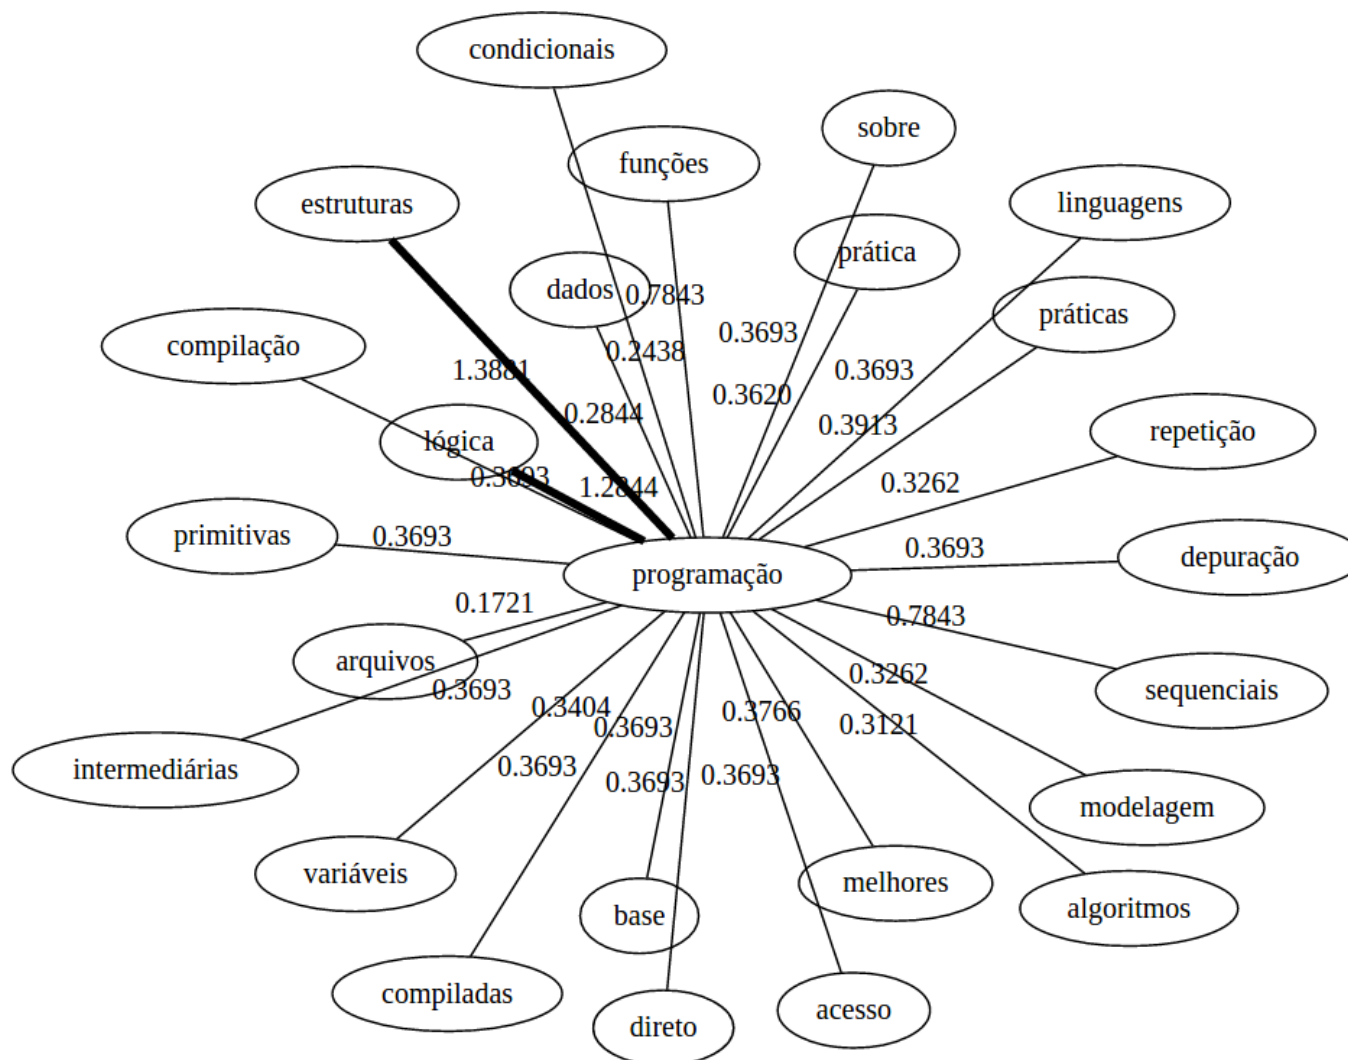 condicionais
sobre
funções
linguagens
estruturas
prática
dados
0.7843
práticas
0.3693
compilação
0.2438
1.3881
0.3693
0.3620
0.2844
0.3913
repetição
lógica
0.3693
1.2844
0.3262
primitivas
0.3693
0.3693
depuração
programação
0.1721
0.7843
arquivos
0.3262
sequenciais
0.3693
0.3404
0.3693
0.3766
0.3121
intermediárias
0.3693
0.3693
0.3693
modelagem
variáveis
melhores
algoritmos
base
compiladas
acesso
direto